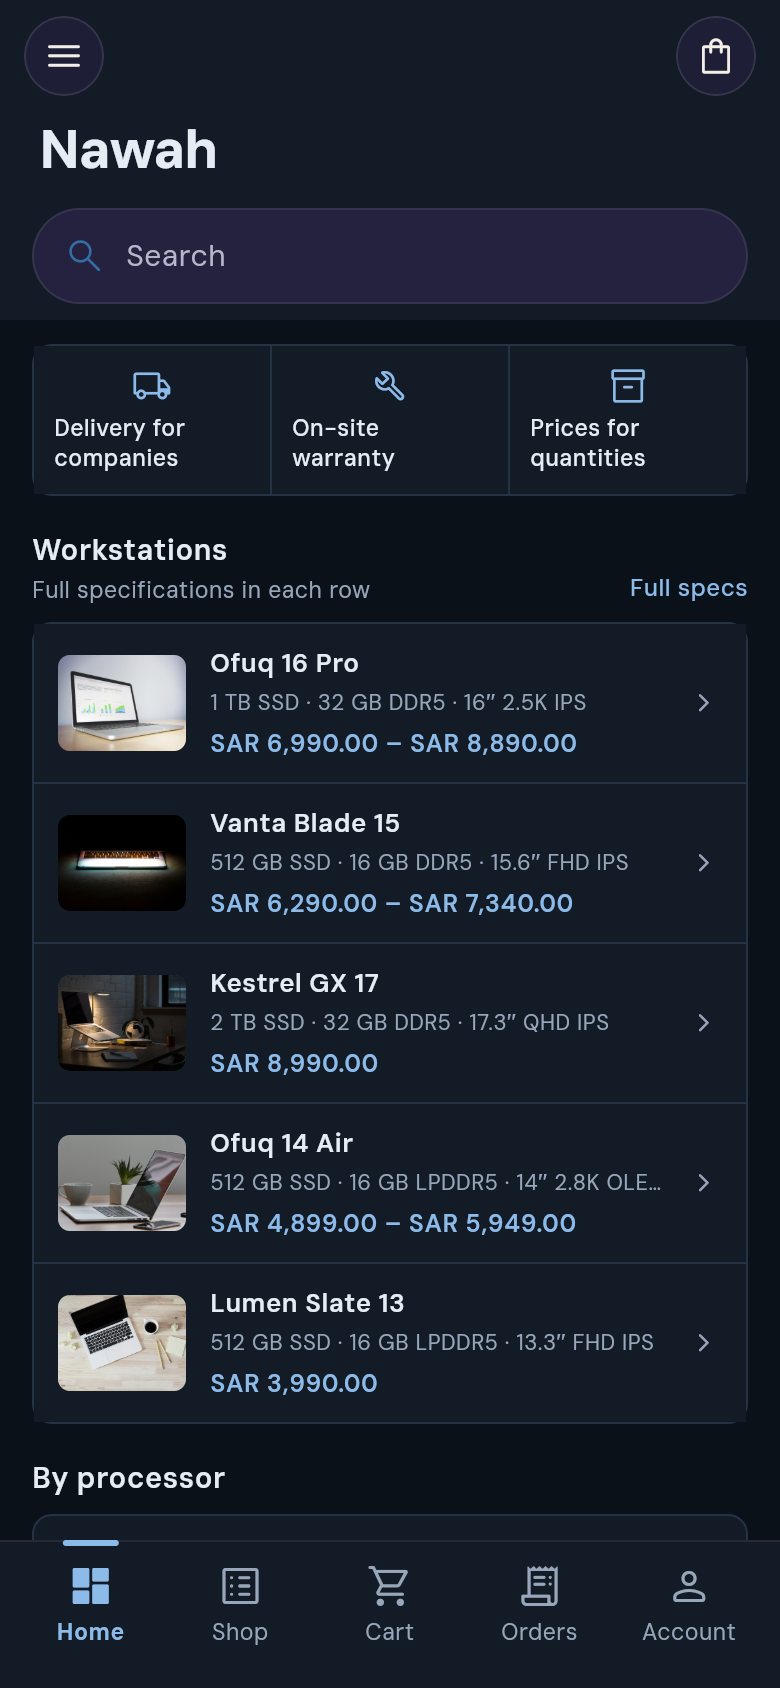 Nawah
Search
Delivery for
companies
On-site
warranty
Prices for
quantities
Workstations
Full specifications in each row
Full specs
Ofuq 16 Pro
1 TB SSD · 32 GB DDR5 · 16″ 2.5K IPS
SAR 6,990.00 – SAR 8,890.00
Vanta Blade 15
512 GB SSD · 16 GB DDR5 · 15.6″ FHD IPS
SAR 6,290.00 – SAR 7,340.00
Kestrel GX 17
2 TB SSD · 32 GB DDR5 · 17.3″ QHD IPS
SAR 8,990.00
Ofuq 14 Air
512 GB SSD · 16 GB LPDDR5 · 14″ 2.8K OLE…
SAR 4,899.00 – SAR 5,949.00
Lumen Slate 13
512 GB SSD · 16 GB LPDDR5 · 13.3″ FHD IPS
SAR 3,990.00
By processor
Home
Shop
Cart
Orders
Account